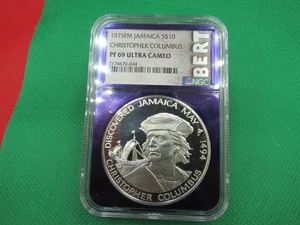 1975FM JAMAICA S$10
CHRISTOPHER COLUMBUS
PF 69 ULTRA CAMEO
BERT
NGC
DISCOVERED JAMAICA MAY 4, 1494
CHRISTOPHER COLUMBUS